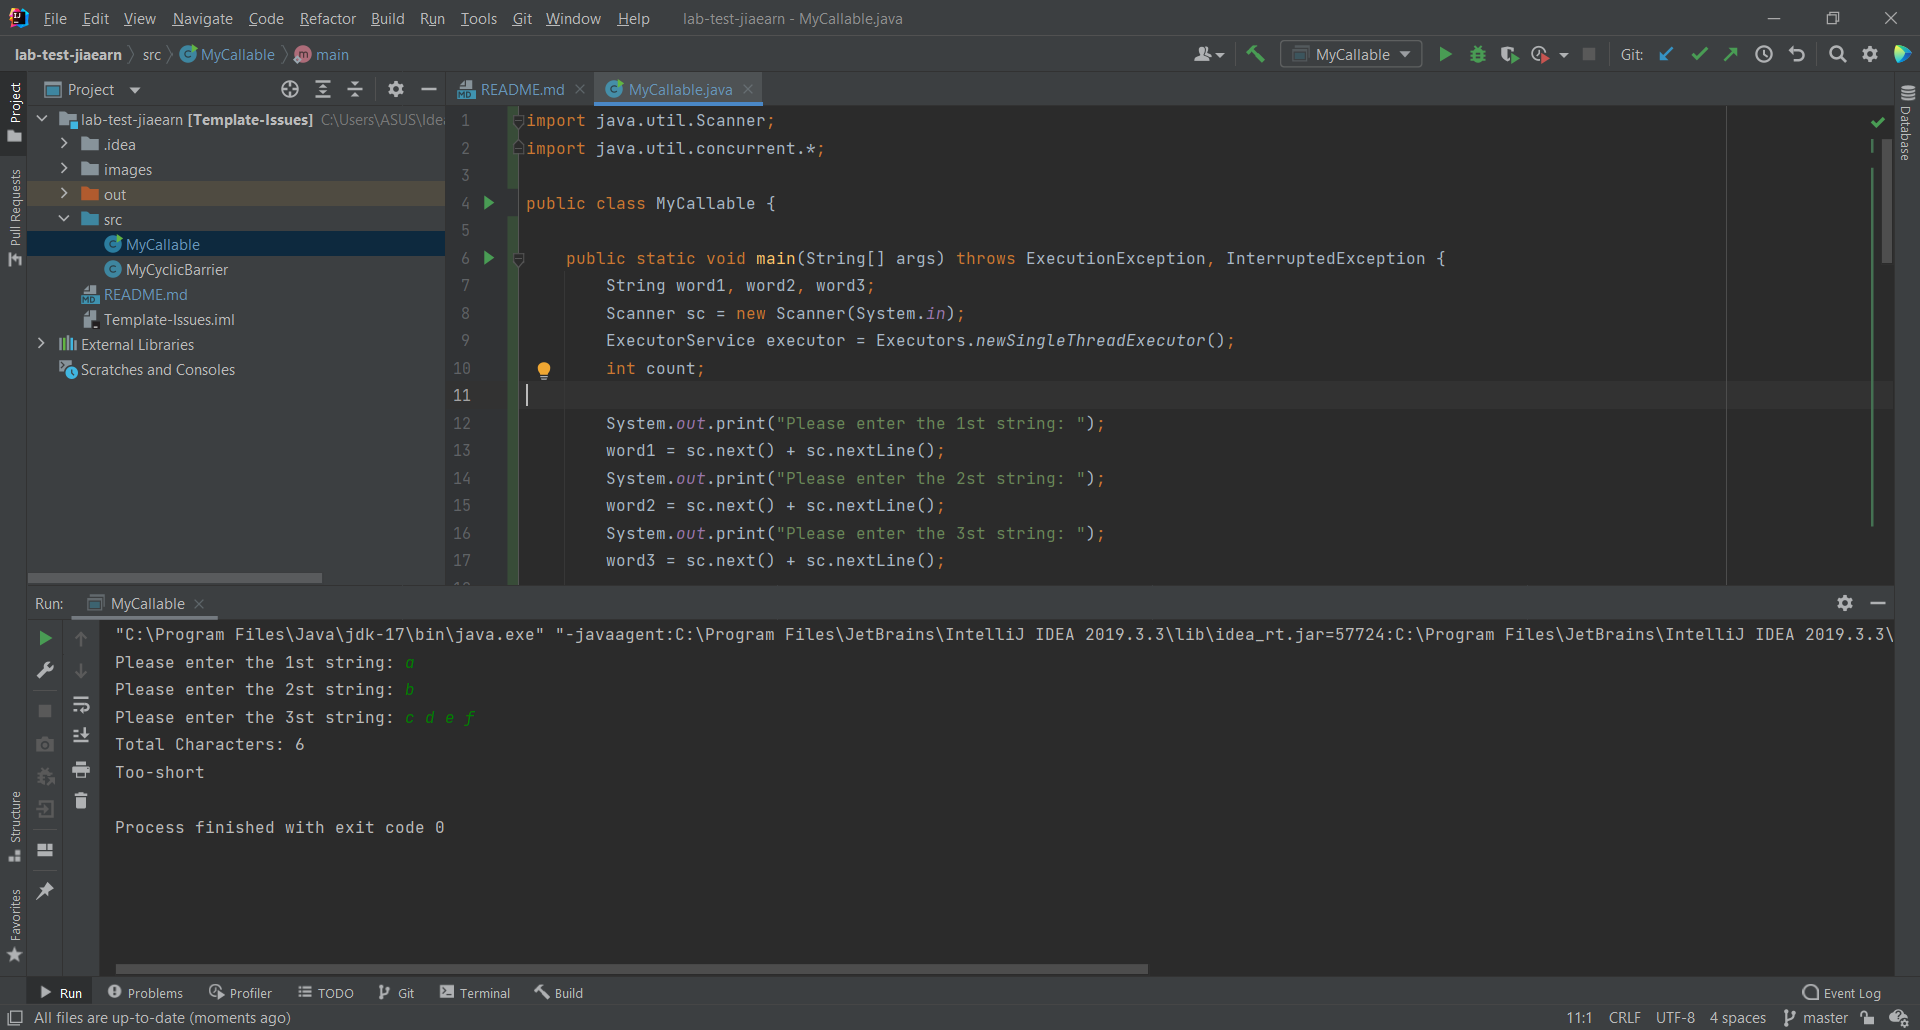 File Edit View Navigate Code Refactor Build Run Tools Git Window Help lab-test-jiaearn - MyCallable.java
lab-test-jiaearn src MyCallable main MyCallable Git:
Project
README.md MyCallable.java
Project
Pull Requests
Structure
Favorites
Database
lab-test-jiaearn [Template-Issues] C:\Users\ASUS\Idea
.idea
images
out
src
MyCallable
MyCyclicBarrier
README.md
Template-Issues.iml
External Libraries
Scratches and Consoles
1 import java.util.Scanner;
2 import java.util.concurrent.*;
3
4 public class MyCallable {
5
6 public static void main(String[] args) throws ExecutionException, InterruptedException {
7 String word1, word2, word3;
8 Scanner sc = new Scanner(System.in);
9 ExecutorService executor = Executors.newSingleThreadExecutor();
10 int count;
11
12 System.out.print("Please enter the 1st string: ");
13 word1 = sc.next() + sc.nextLine();
14 System.out.print("Please enter the 2st string: ");
15 word2 = sc.next() + sc.nextLine();
16 System.out.print("Please enter the 3st string: ");
17 word3 = sc.next() + sc.nextLine();
Run: MyCallable
"C:\Program Files\Java\jdk-17\bin\java.exe" "-javaagent:C:\Program Files\JetBrains\IntelliJ IDEA 2019.3.3\lib\idea_rt.jar=57724:C:\Program Files\JetBrains\IntelliJ IDEA 2019.3.3\
Please enter the 1st string: a
Please enter the 2st string: b
Please enter the 3st string: c d e f
Total Characters: 6
Too-short
Process finished with exit code 0
Run Problems Profiler TODO Git Terminal Build Event Log
All files are up-to-date (moments ago) 11:1 CRLF UTF-8 4 spaces master